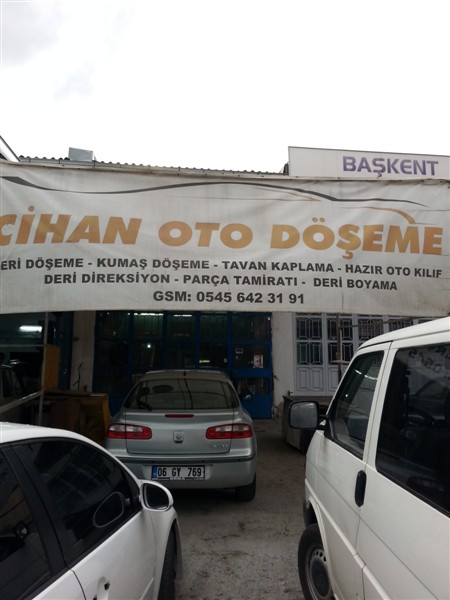 BAŞKENT
CİHAN OTO DÖŞEME
ERİ DÖŞEME - KUMAŞ DÖŞEME - TAVAN KAPLAMA - HAZIR OTO KILIF
DERİ DİREKSİYON - PARÇA TAMİRATI - DERİ BOYAMA
GSM: 0545 642 31 91
06 GY 769